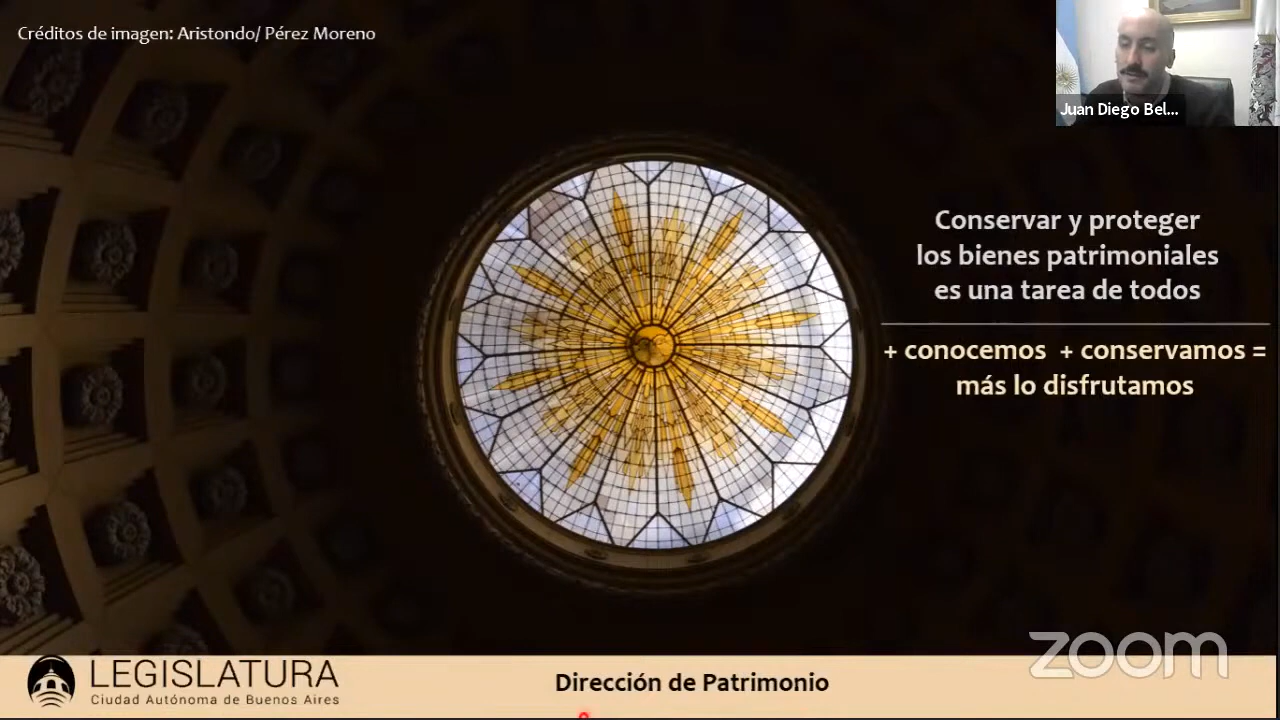 Créditos de imagen: Aristondo/ Pérez Moreno
Juan Diego Bel...
Conservar y proteger
los bienes patrimoniales
es una tarea de todos
+ conocemos + conservamos =
más lo disfrutamos
zoom
LEGISLATURA
Ciudad Autónoma de Buenos Aires
Dirección de Patrimonio